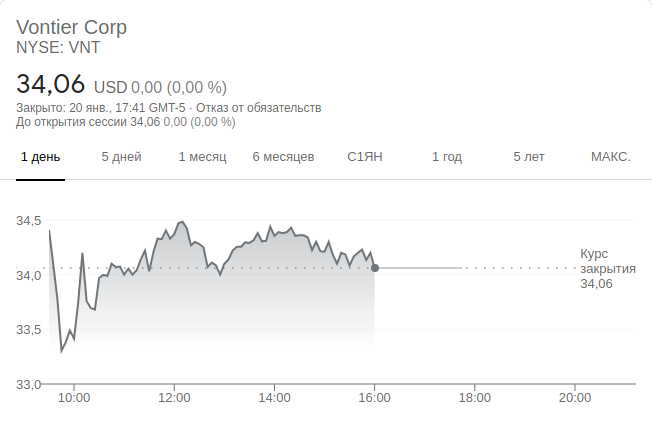 Vontier Corp
NYSE: VNT
34,06 USD 0,00 (0,00 %)
Закрыто: 20 янв., 17:41 GMT-5 · Отказ от обязательств
До открытия сессии 34,06 0,00 (0,00 %)
1 день 5 дней 1 месяц 6 месяцев С1ЯН 1 год 5 лет МАКС.
34,5
34,0
33,5
33,0
Курс
закрытия
34,06
10:00 12:00 14:00 16:00 18:00 20:00